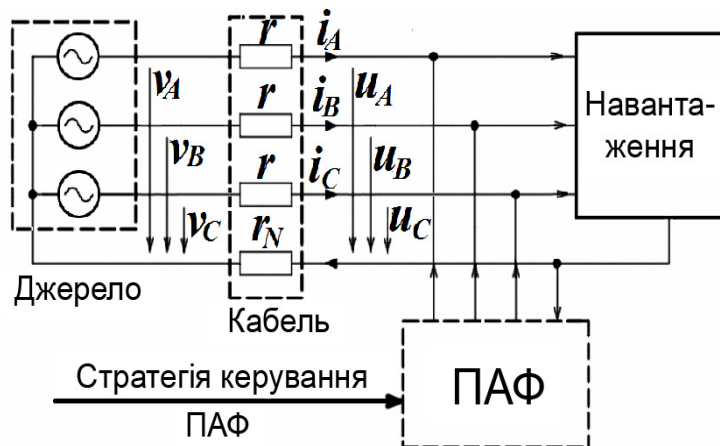 r
i_A
v_A
u_A
Наванта-
ження
r
i_B
v_B
u_B
r
i_C
v_C
u_C
r_N
Джерело
Кабель
Стратегія керування
ПАФ
ПАФ